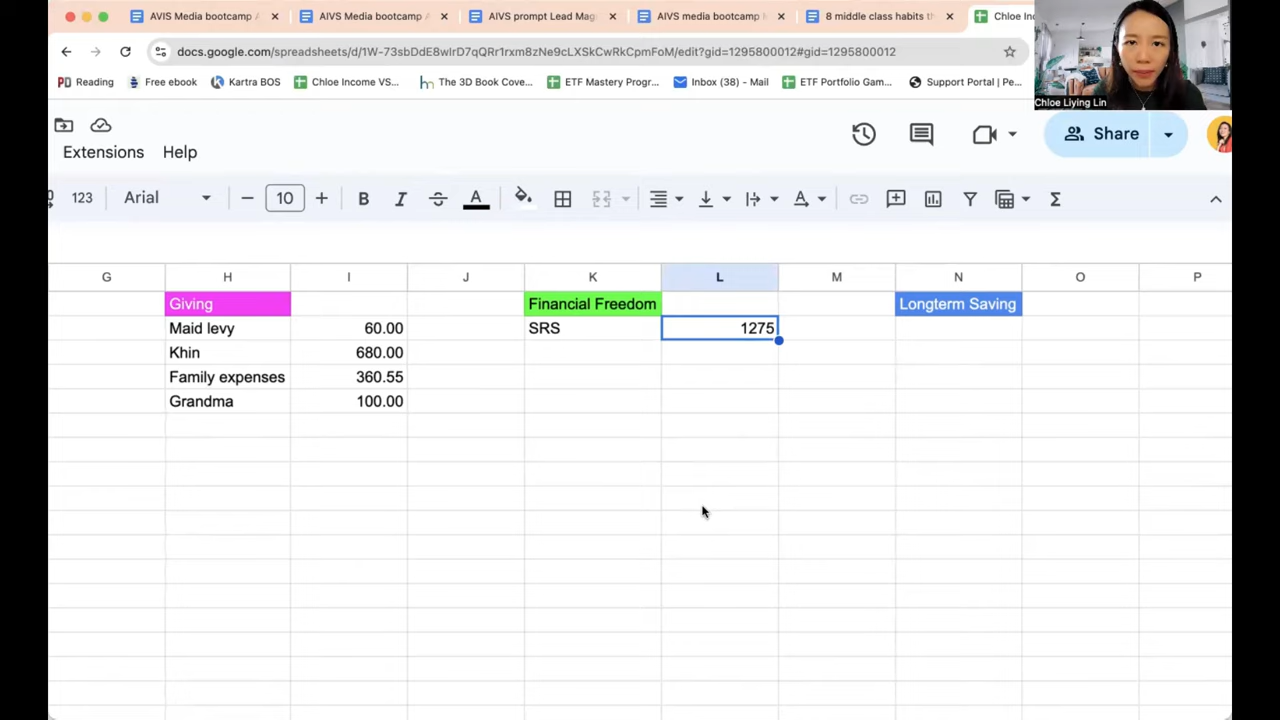 AVIS Media bootcamp
AIVS Media bootcamp
AIVS prompt Lead Mag
AIVS media bootcamp
8 middle class habits th
Chloe Inc
docs.google.com/spreadsheets/d/1W-73sbDdE8wIrD7qQRr1rxm8zNe9cLXSkCwRkCpmFoM/edit?gid=1295800012#gid=1295800012
Reading
Free ebook
Kartra BOS
Chloe Income VS...
The 3D Book Cove...
ETF Mastery Progr...
Inbox (38) - Mail
ETF Portfolio Gam...
Support Portal | Pe...
Chloe Liying Lin
Share
Extensions Help
123 Arial 10 B I S A
G H I J K L M N O P
Giving Financial Freedom Longterm Saving
Maid levy 60.00 SRS 1275
Khin 680.00
Family expenses 360.55
Grandma 100.00